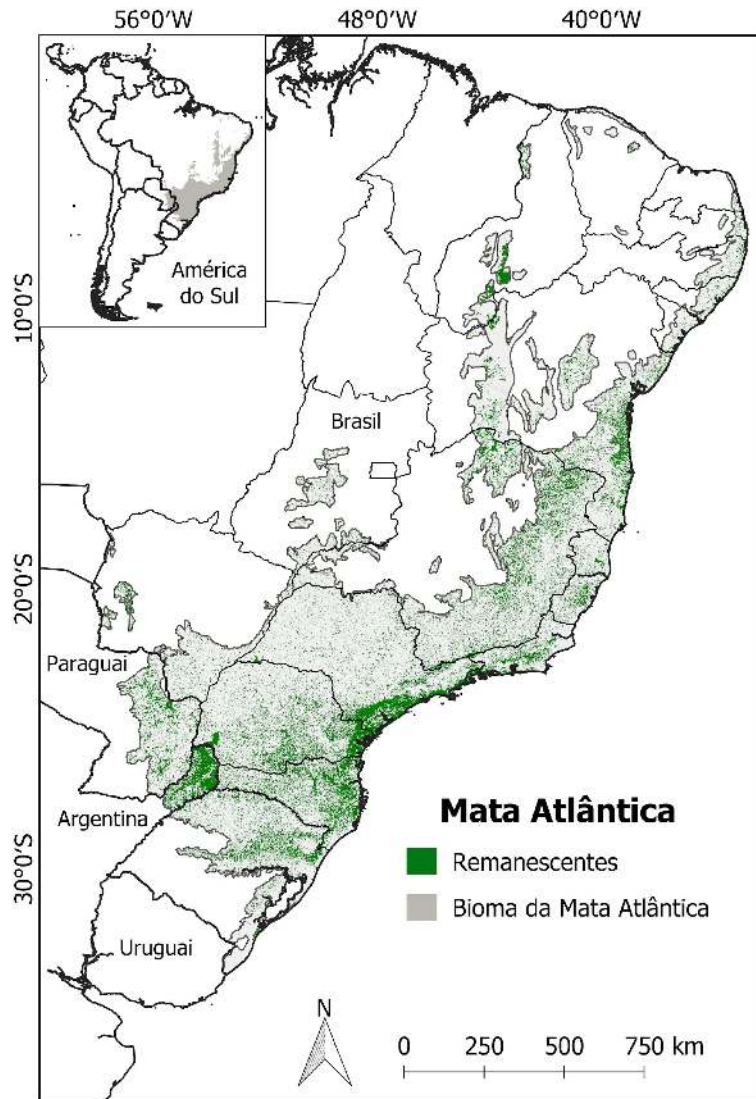 56°0'W 48°0'W 40°0'W
América
do Sul
10°0'S
Brasil
20°0'S
Paraguai
Argentina
30°0'S
Uruguai
Mata Atlântica
Remanescentes
Bioma da Mata Atlântica
N
0 250 500 750 km